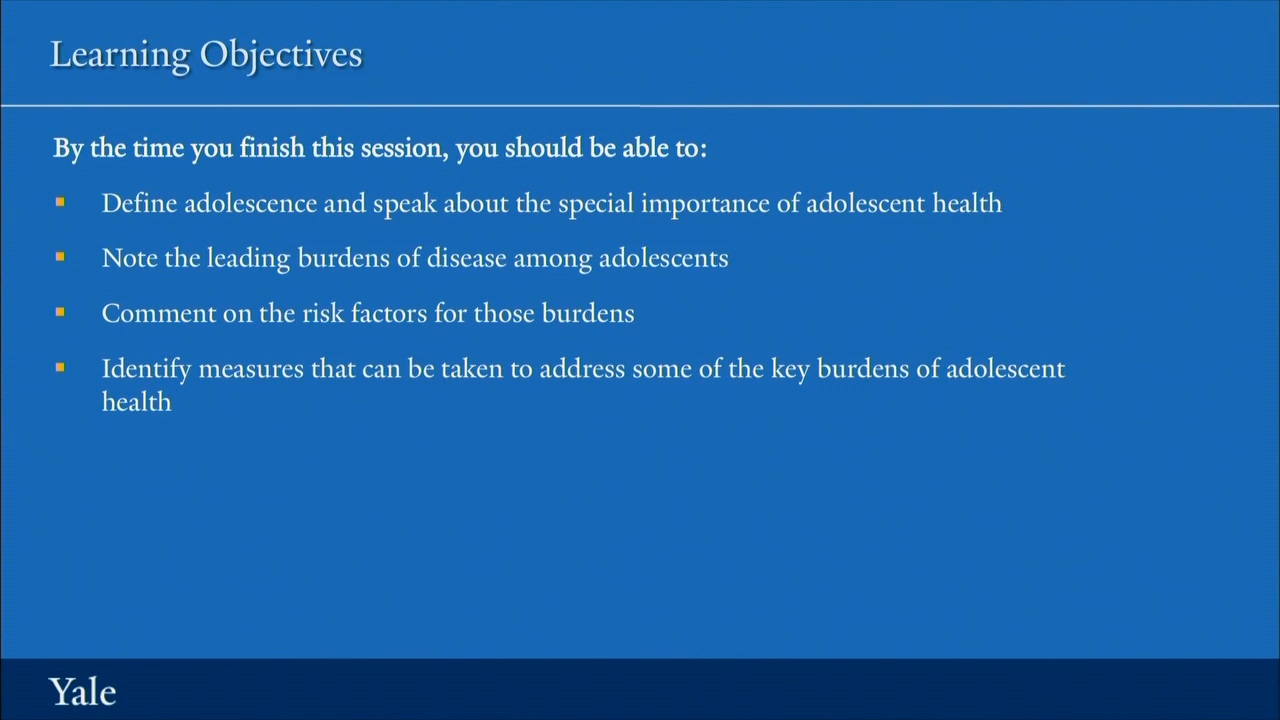 Learning Objectives
By the time you finish this session, you should be able to:
Define adolescence and speak about the special importance of adolescent health
Note the leading burdens of disease among adolescents
Comment on the risk factors for those burdens
Identify measures that can be taken to address some of the key burdens of adolescent
health
Yale